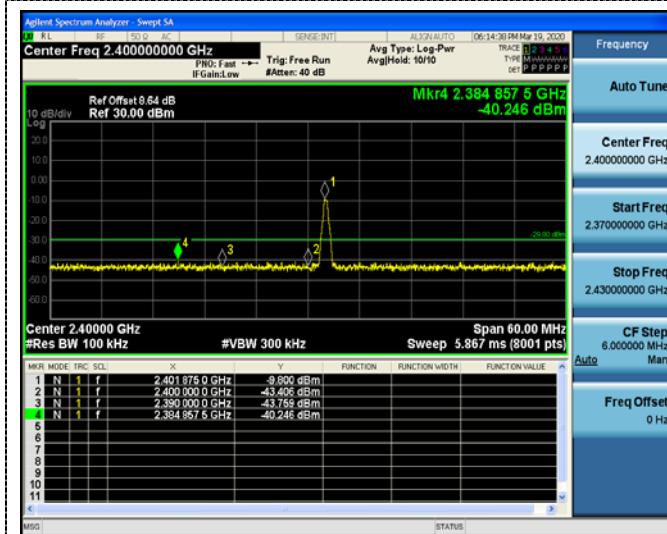 Agilent Spectrum Analyzer - Swept SA
RL RF 50 Ω AC SENSE:INT ALIGNAUTO 06:14:38 PM Mar 19, 2020
Center Freq 2.400000000 GHz
PNO: Fast
IFGain:Low
Trig: Free Run
#Atten: 40 dB
Avg Type: Log-Pwr
Avg|Hold: 10/10
TRACE 1 2 3 4 5 6
TYPE M
DET P P P P P P
Ref Offset 8.64 dB
10 dB/div Ref 30.00 dBm
Log
Mkr4 2.384 857 5 GHz
-40.246 dBm
20.0
10.0
0.00
-10.0
-20.0
-30.0
-40.0
-50.0
-60.0
1
2
3
4
-29.80 dBm
Center 2.40000 GHz Span 60.00 MHz
#Res BW 100 kHz #VBW 300 kHz Sweep 5.867 ms (8001 pts)
MKR MODE TRC SCL X Y FUNCTION FUNCTION WIDTH FUNCTION VALUE
1 N 1 f 2.401 875 0 GHz -9.800 dBm
2 N 1 f 2.400 000 0 GHz -43.406 dBm
3 N 1 f 2.390 000 0 GHz -43.759 dBm
4 N 1 f 2.384 857 5 GHz -40.246 dBm
5
6
7
8
9
10
11
MSG STATUS
Frequency
Auto Tune
Center Freq
2.400000000 GHz
Start Freq
2.370000000 GHz
Stop Freq
2.430000000 GHz
CF Step
6.000000 MHz
Auto Man
Freq Offset
0 Hz